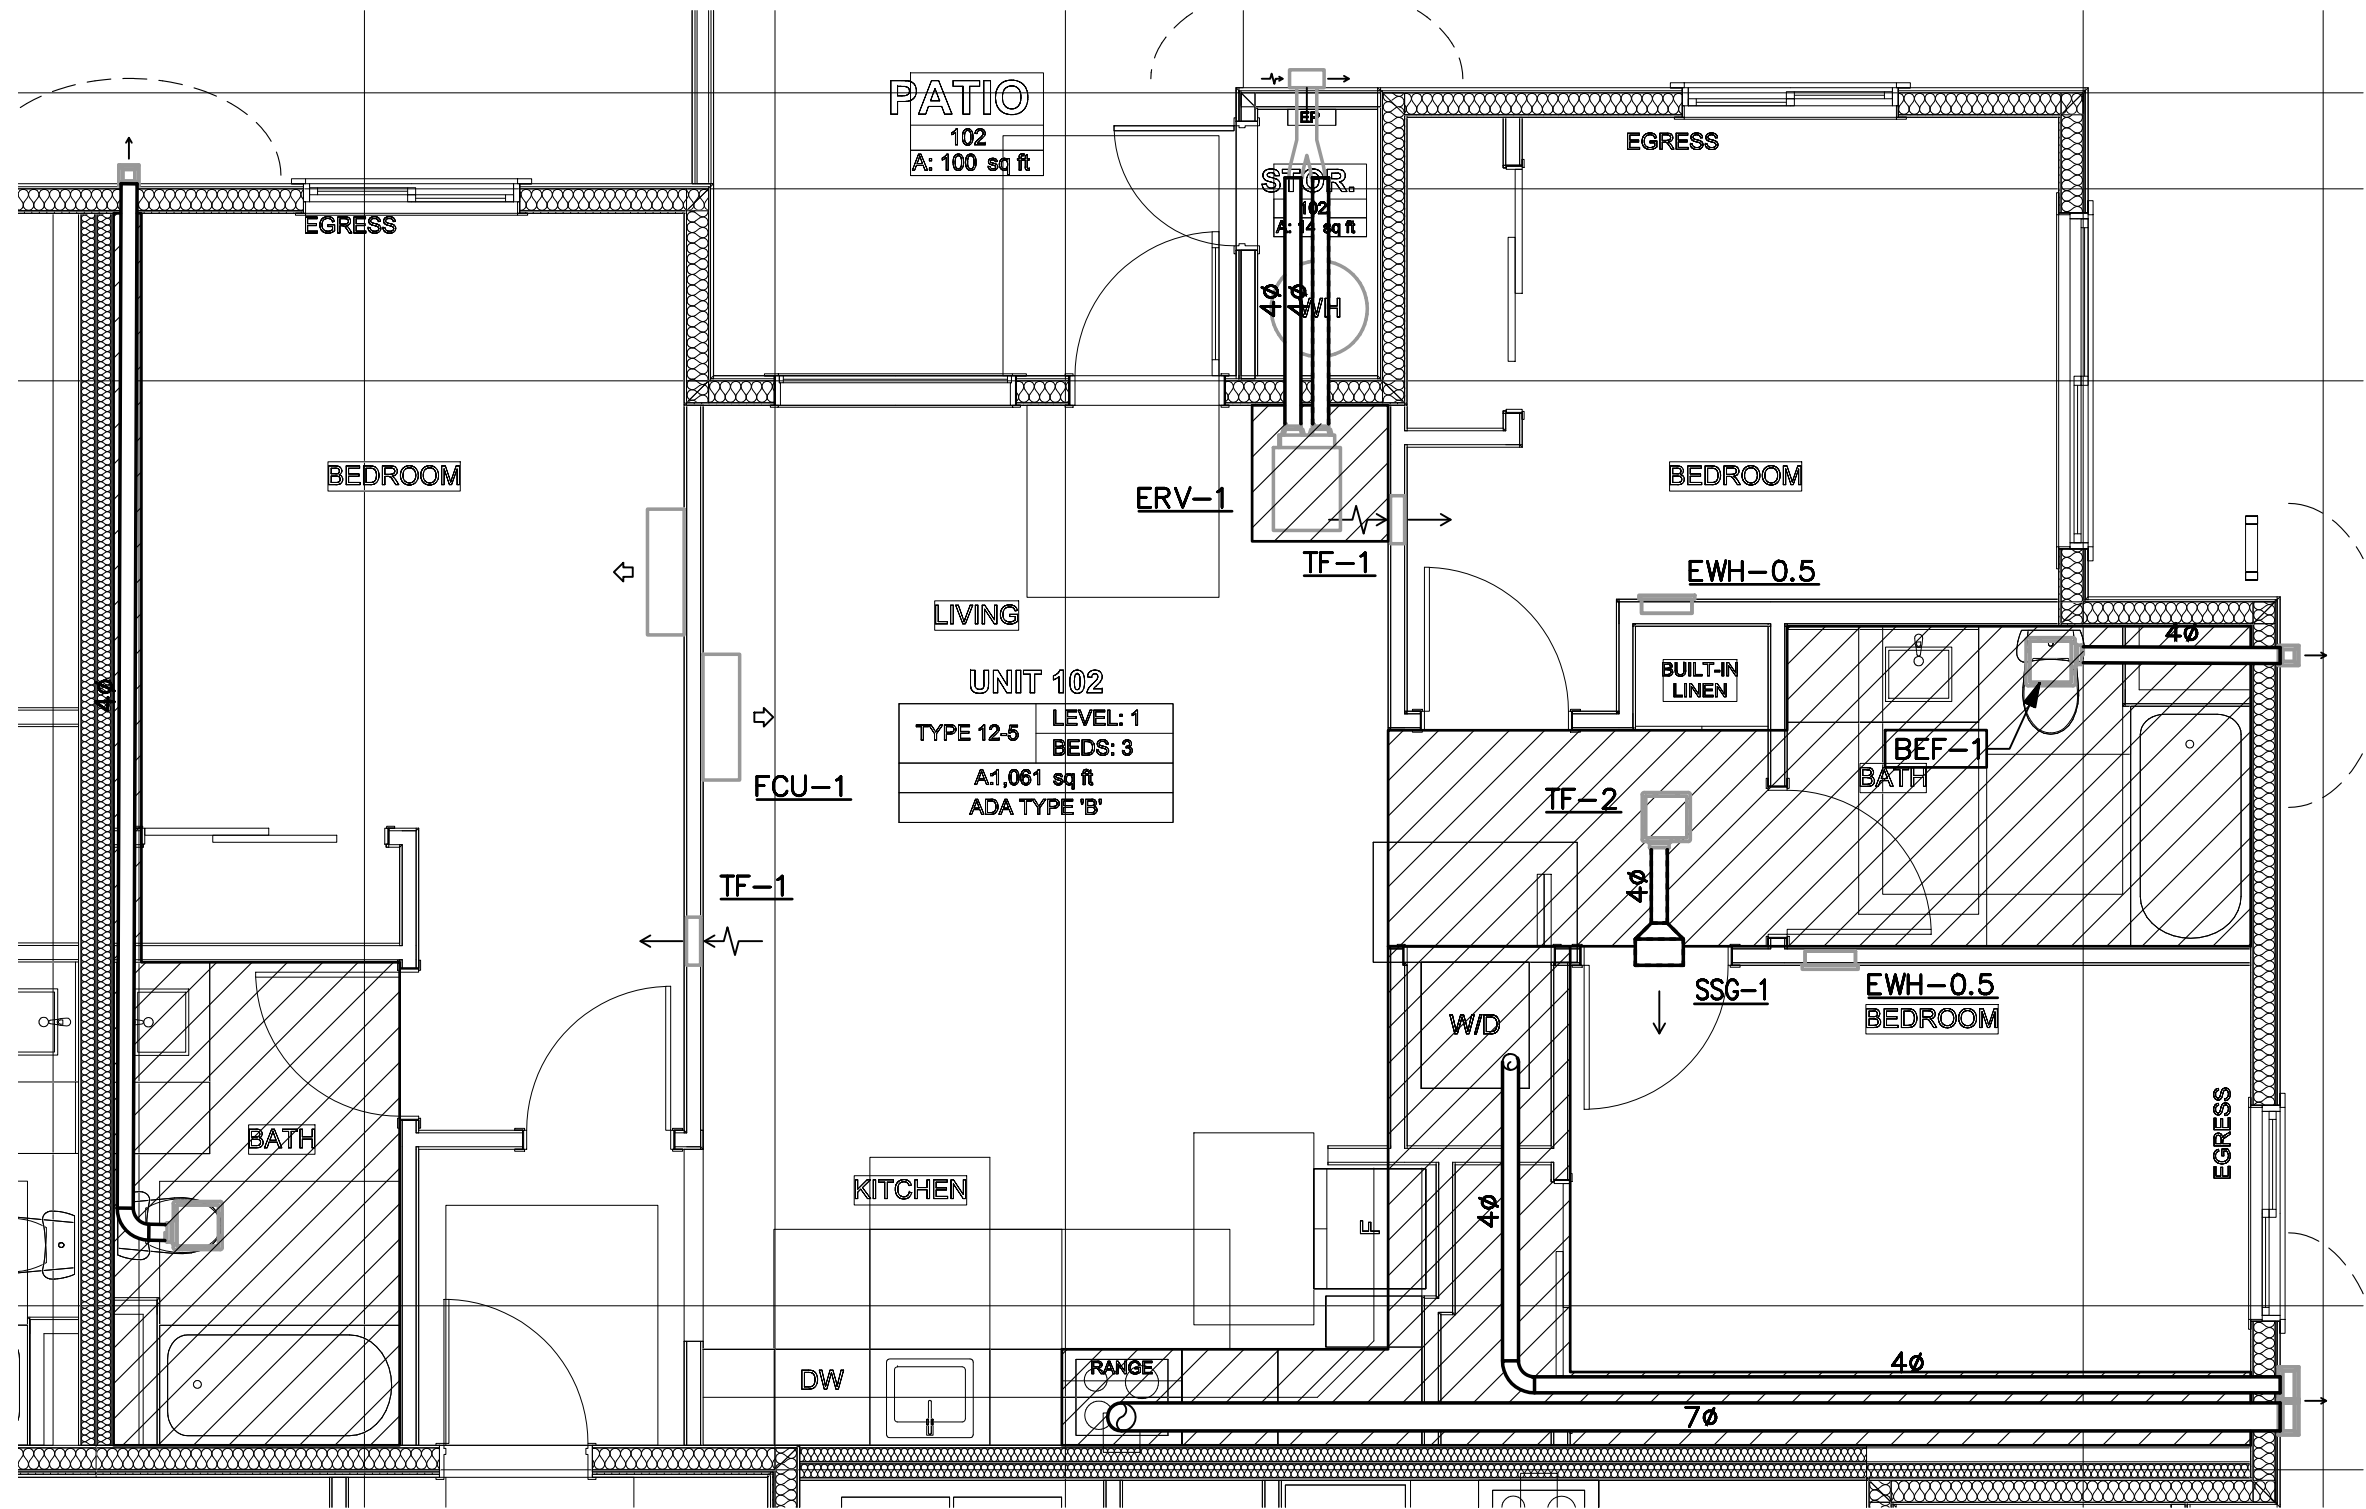 PATIO
102
A: 100 sq ft
EP
EGRESS
STOR.
102
A: 14 sq ft
EGRESS
4ø
4ø
WH
BEDROOM
BEDROOM
ERV-1
TF-1
EWH-0.5
LIVING
4ø
BUILT-IN
LINEN
4ø
UNIT 102
TYPE 12-5
LEVEL: 1
BEDS: 3
A:1,061 sq ft
ADA TYPE 'B'
FCU-1
BEF-1
BATH
TF-2
TF-1
4ø
SSG-1
EWH-0.5
BEDROOM
W/D
EGRESS
BATH
KITCHEN
4ø
F
RANGE
DW
4ø
7ø